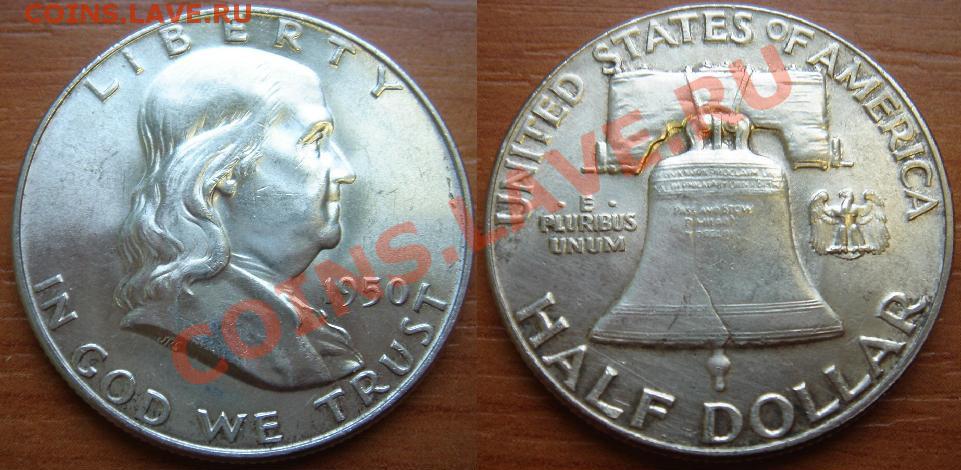 COINS.LAVE.RU
LIBERTY
1950
IN GOD WE TRUST
COINS.LAVE.RU
UNITED STATES OF AMERICA
· E ·
PLURIBUS
UNUM
HALF DOLLAR